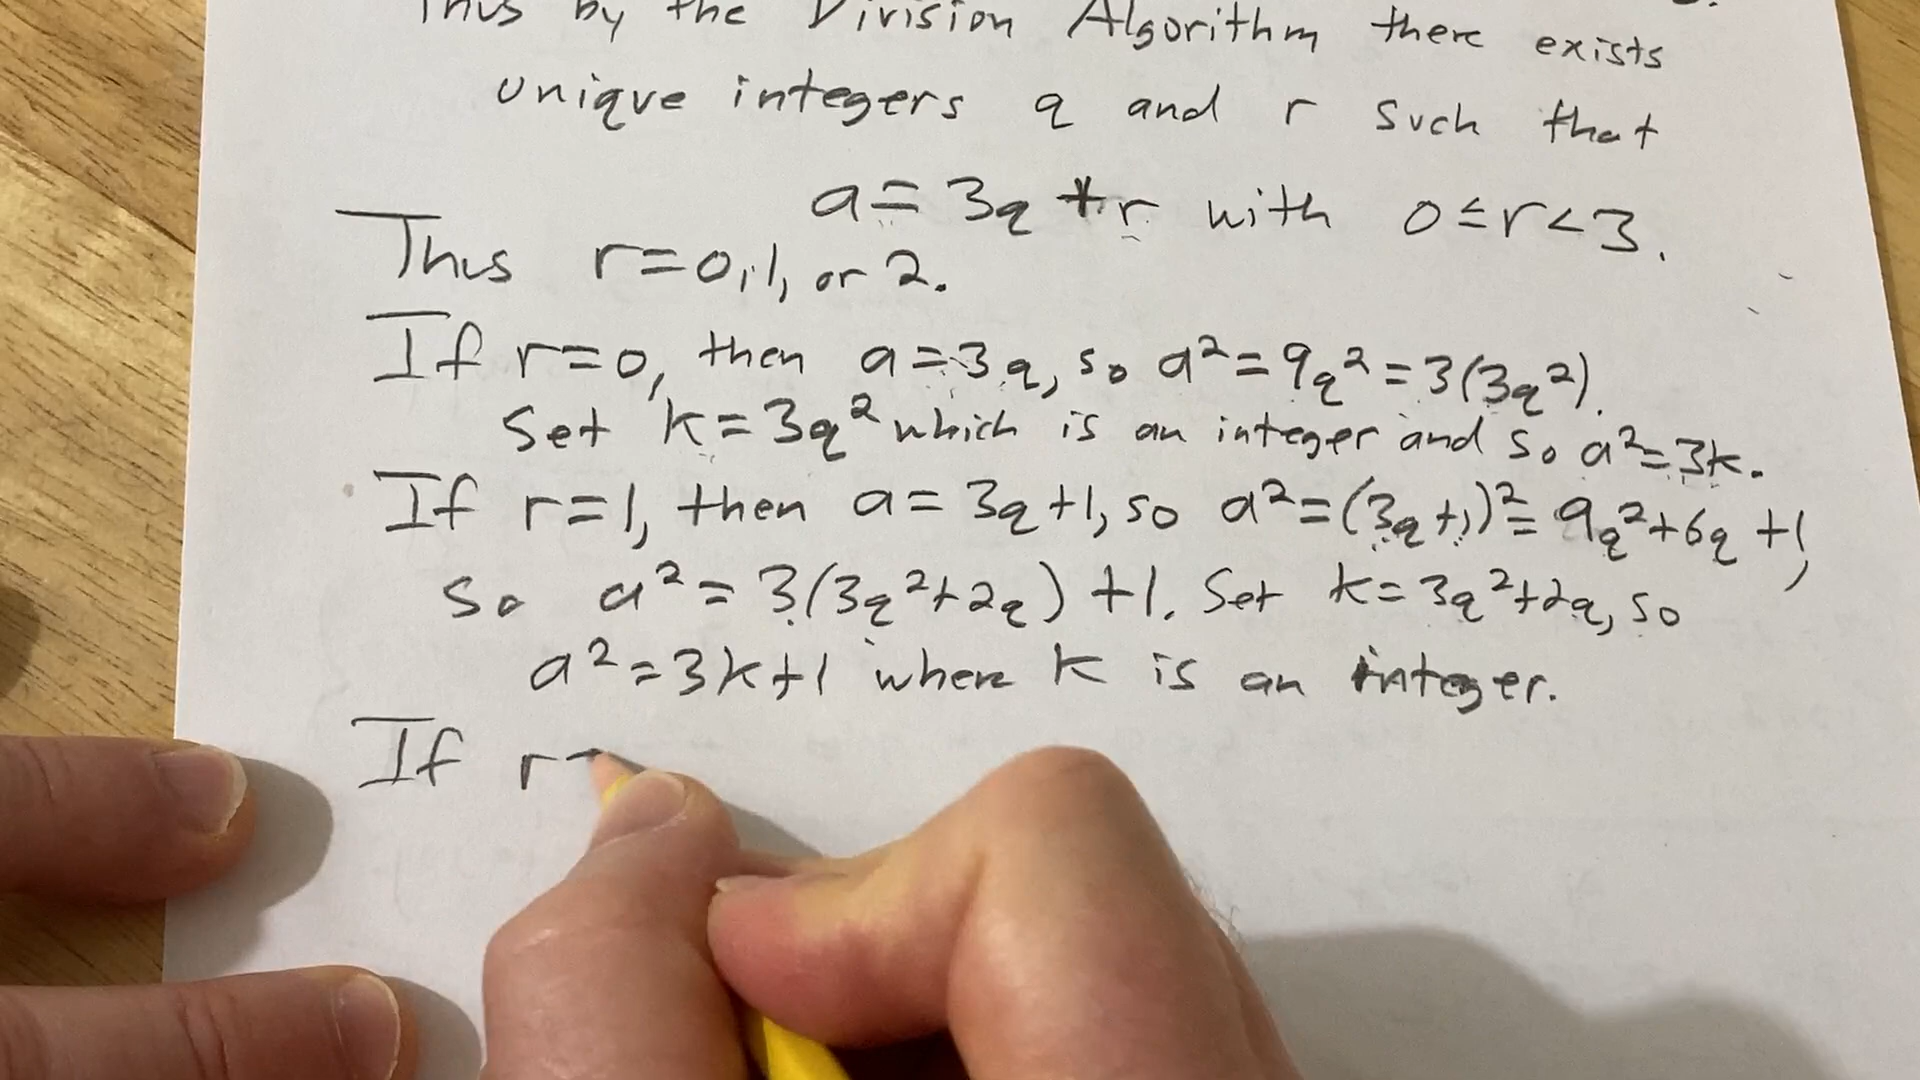 Thus by the Division Algorithm there exists
unique integers q and r such that
a = 3q + r with 0 ≤ r < 3.
Thus r = 0, 1, or 2.
If r = 0, then a = 3q, so a² = 9q² = 3(3q²).
Set k = 3q² which is an integer and so a² = 3k.
If r = 1, then a = 3q + 1, so a² = (3q + 1)² = 9q² + 6q + 1,
So a² = 3(3q² + 2q) + 1. Set k = 3q² + 2q, so
a² = 3k + 1 where k is an integer.
If r